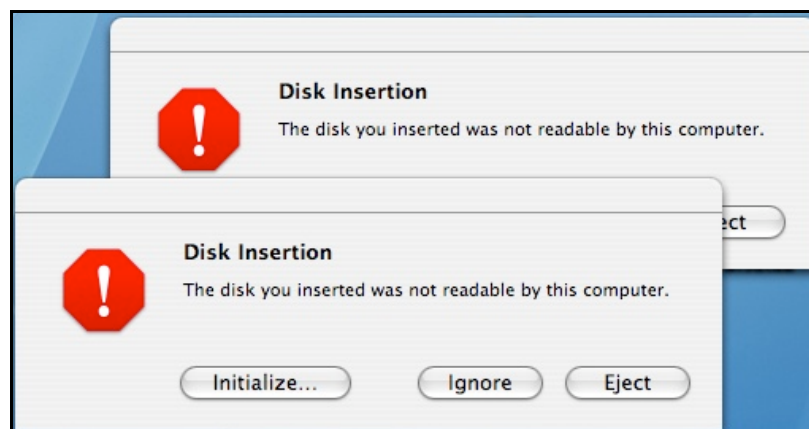 Disk Insertion
The disk you inserted was not readable by this computer.
Disk Insertion
The disk you inserted was not readable by this computer.
Initialize... Ignore Eject